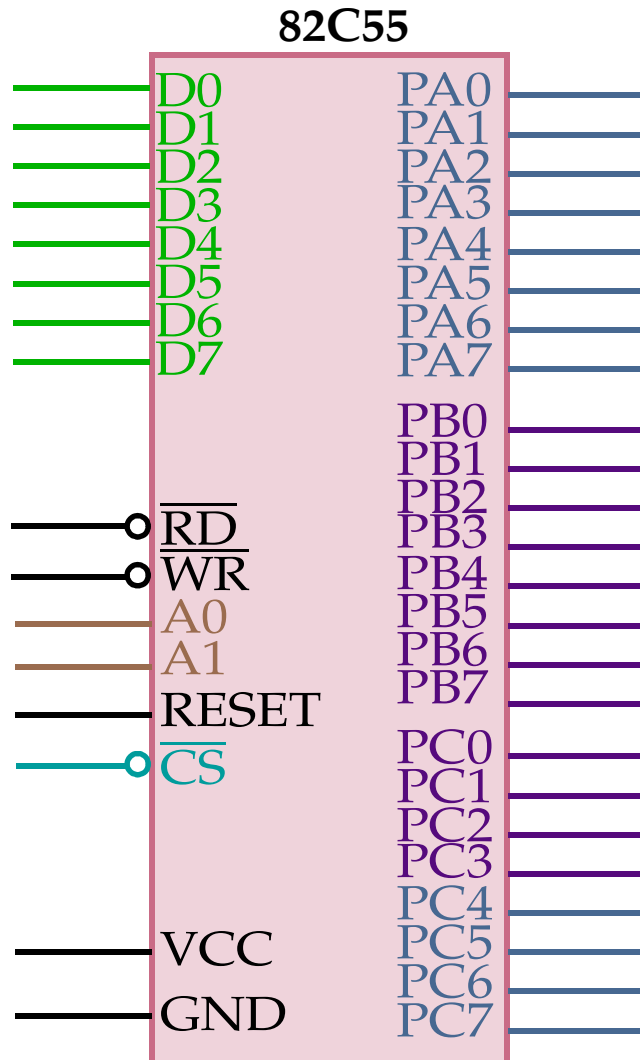 82C55
D0
D1
D2
D3
D4
D5
D6
D7
RD
WR
A0
A1
RESET
CS
VCC
GND
PA0
PA1
PA2
PA3
PA4
PA5
PA6
PA7
PB0
PB1
PB2
PB3
PB4
PB5
PB6
PB7
PC0
PC1
PC2
PC3
PC4
PC5
PC6
PC7